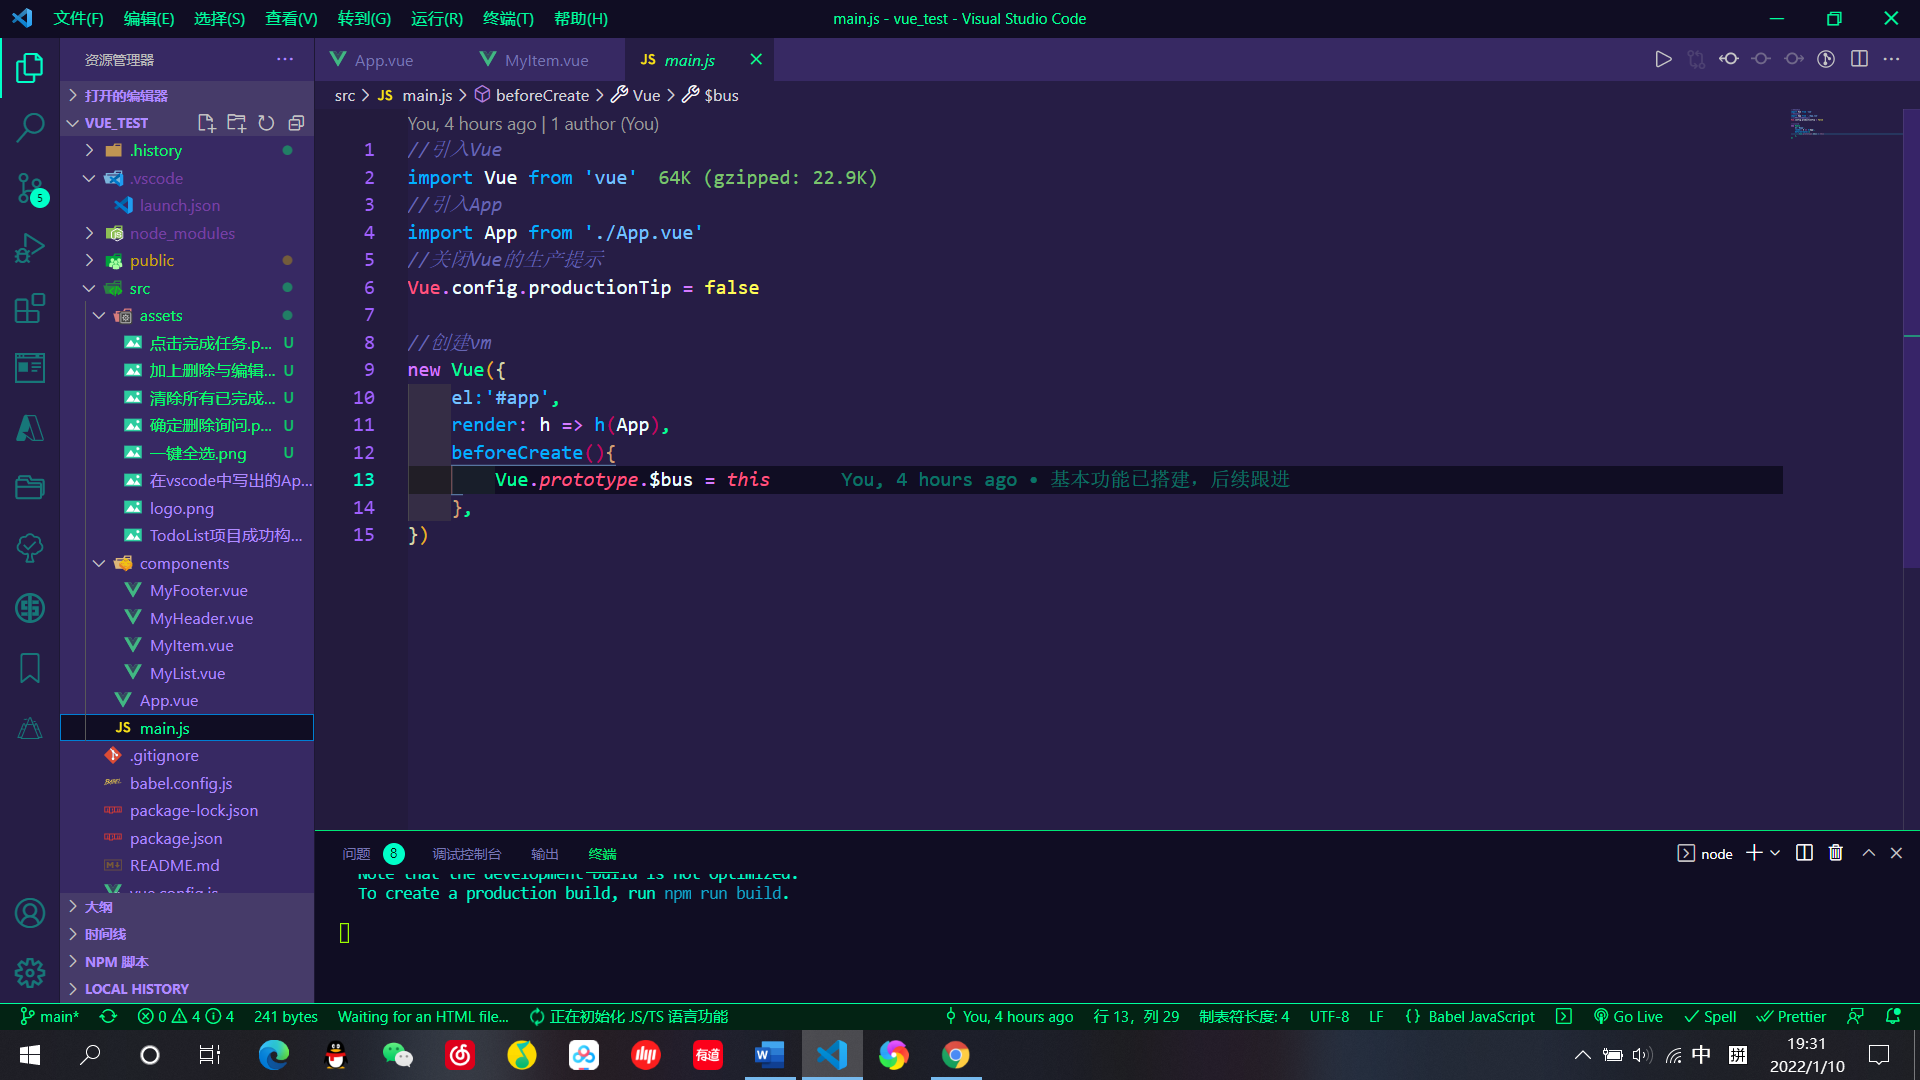 文件(F) 编辑(E) 选择(S) 查看(V) 转到(G) 运行(R) 终端(T) 帮助(H)
main.js - vue_test - Visual Studio Code
资源管理器
打开的编辑器
VUE_TEST
.history
.vscode
launch.json
node_modules
public
src
assets
点击完成任务.p... U
加上删除与编辑... U
清除所有已完成... U
确定删除询问.p... U
一键全选.png U
在vscode中写出的Ap...
logo.png
TodoList项目成功构...
components
MyFooter.vue
MyHeader.vue
MyItem.vue
MyList.vue
App.vue
JS main.js
.gitignore
babel.config.js
package-lock.json
package.json
README.md
vue.config.js
大纲
时间线
NPM 脚本
LOCAL HISTORY
5
App.vue MyItem.vue JS main.js
src > JS main.js > beforeCreate > Vue > $bus
You, 4 hours ago | 1 author (You)
1 //引入Vue
2 import Vue from 'vue' 64K (gzipped: 22.9K)
3 //引入App
4 import App from './App.vue'
5 //关闭Vue的生产提示
6 Vue.config.productionTip = false
7
8 //创建vm
9 new Vue({
10 el:'#app',
11 render: h => h(App),
12 beforeCreate(){
13 Vue.prototype.$bus = this You, 4 hours ago • 基本功能已搭建，后续跟进
14 },
15 })
问题 8 调试控制台 输出 终端
node
Note that the development build is not optimized.
To create a production build, run npm run build.
main* 0 4 4 241 bytes Waiting for an HTML file... 正在初始化 JS/TS 语言功能
You, 4 hours ago 行 13，列 29 制表符长度: 4 UTF-8 LF {} Babel JavaScript Go Live Spell Prettier
有道
W
中 拼
19:31
2022/1/10